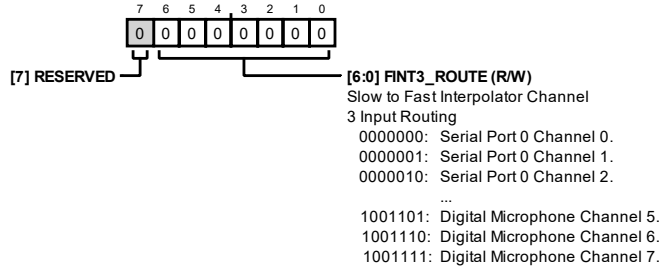 7 6 5 4 3 2 1 0
0 0 0 0 0 0 0 0
[7] RESERVED
[6:0] FINT3_ROUTE (R/W)
Slow to Fast Interpolator Channel
3 Input Routing
0000000: Serial Port 0 Channel 0.
0000001: Serial Port 0 Channel 1.
0000010: Serial Port 0 Channel 2.
...
1001101: Digital Microphone Channel 5.
1001110: Digital Microphone Channel 6.
1001111: Digital Microphone Channel 7.